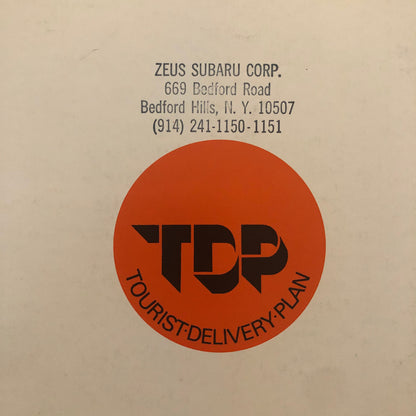 ZEUS SUBARU CORP.
669 Bedford Road
Bedford Hills, N. Y. 10507
(914) 241-1150-1151
TDP
TOURIST·DELIVERY·PLAN